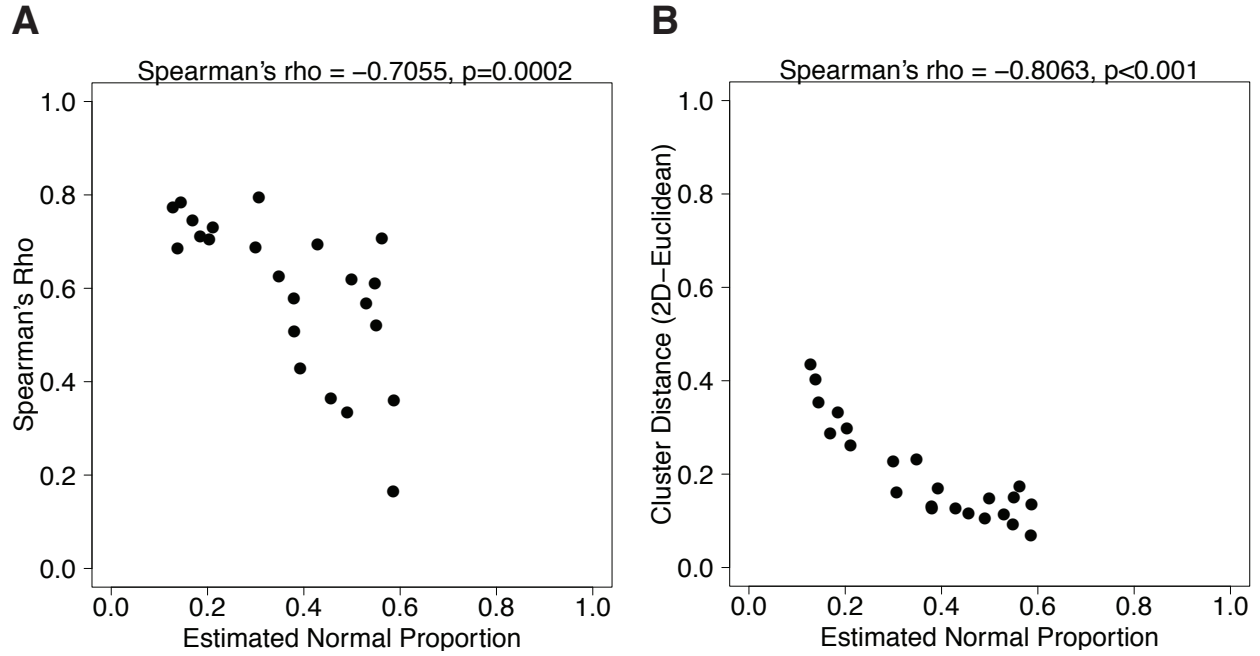 A
Spearman’s rho = −0.7055, p=0.0002
Spearman’s Rho
1.0
0.8
0.6
0.4
0.2
0.0
0.0 0.2 0.4 0.6 0.8 1.0
Estimated Normal Proportion
B
Spearman’s rho = −0.8063, p<0.001
Cluster Distance (2D−Euclidean)
1.0
0.8
0.6
0.4
0.2
0.0
0.0 0.2 0.4 0.6 0.8 1.0
Estimated Normal Proportion